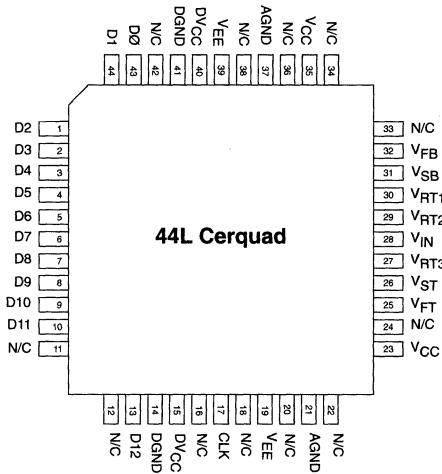 D1 DØ N/C DGND DVCC VEE N/C AGND N/C VCC N/C
44 43 42 41 40 39 38 37 36 35 34
D2 1
D3 2
D4 3
D5 4
D6 5
D7 6
D8 7
D9 8
D10 9
D11 10
N/C 11
44L Cerquad
33 N/C
32 VFB
31 VSB
30 VRT1
29 VRT2
28 VIN
27 VRT3
26 VST
25 VFT
24 N/C
23 VCC
12 13 14 15 16 17 18 19 20 21 22
N/C D12 DGND DVCC N/C CLK N/C VEE N/C AGND N/C